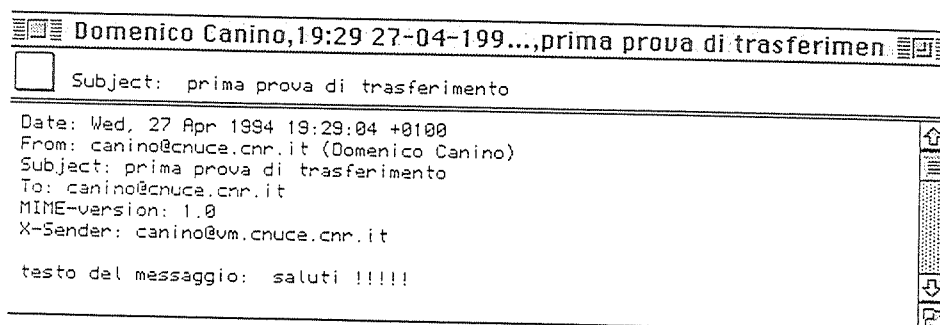 Domenico Canino,19:29 27-04-199...,prima prova di trasferimen
Subject: prima prova di trasferimento
Date: Wed, 27 Apr 1994 19:29:04 +0100
From: canino@cnuce.cnr.it (Domenico Canino)
Subject: prima prova di trasferimento
To: canino@cnuce.cnr.it
MIME-version: 1.0
X-Sender: canino@vm.cnuce.cnr.it
testo del messaggio: saluti !!!!!